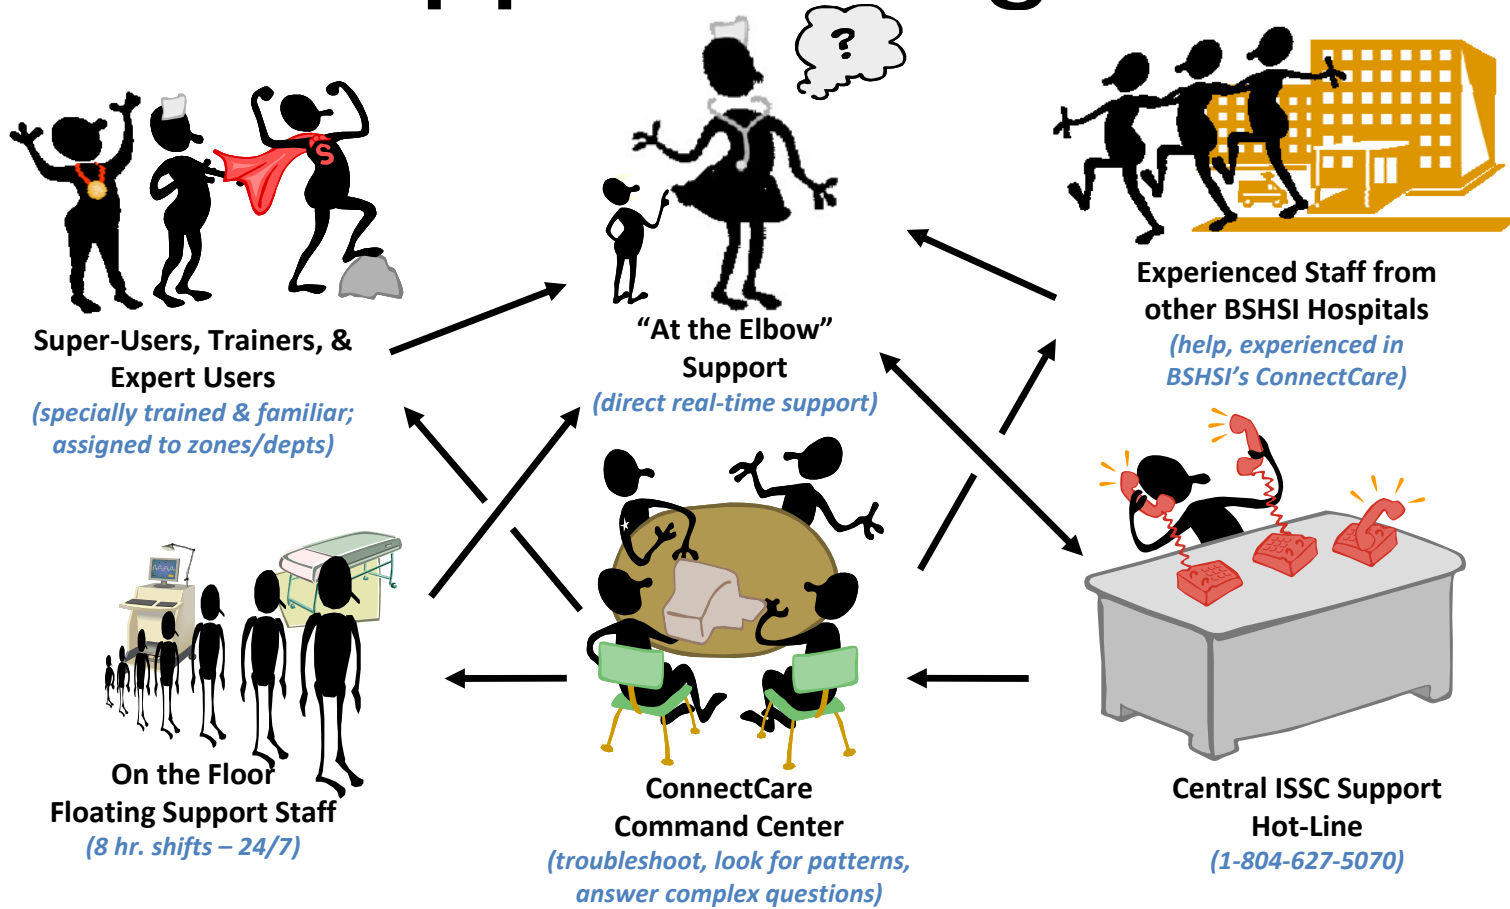 ?
S
Super-Users, Trainers, &
Expert Users
(specially trained & familiar;
assigned to zones/depts)
“At the Elbow”
Support
(direct real-time support)
Experienced Staff from
other BSHSI Hospitals
(help, experienced in
BSHSI’s ConnectCare)
On the Floor
Floating Support Staff
(8 hr. shifts – 24/7)
ConnectCare
Command Center
(troubleshoot, look for patterns,
answer complex questions)
Central ISSC Support
Hot-Line
(1-804-627-5070)